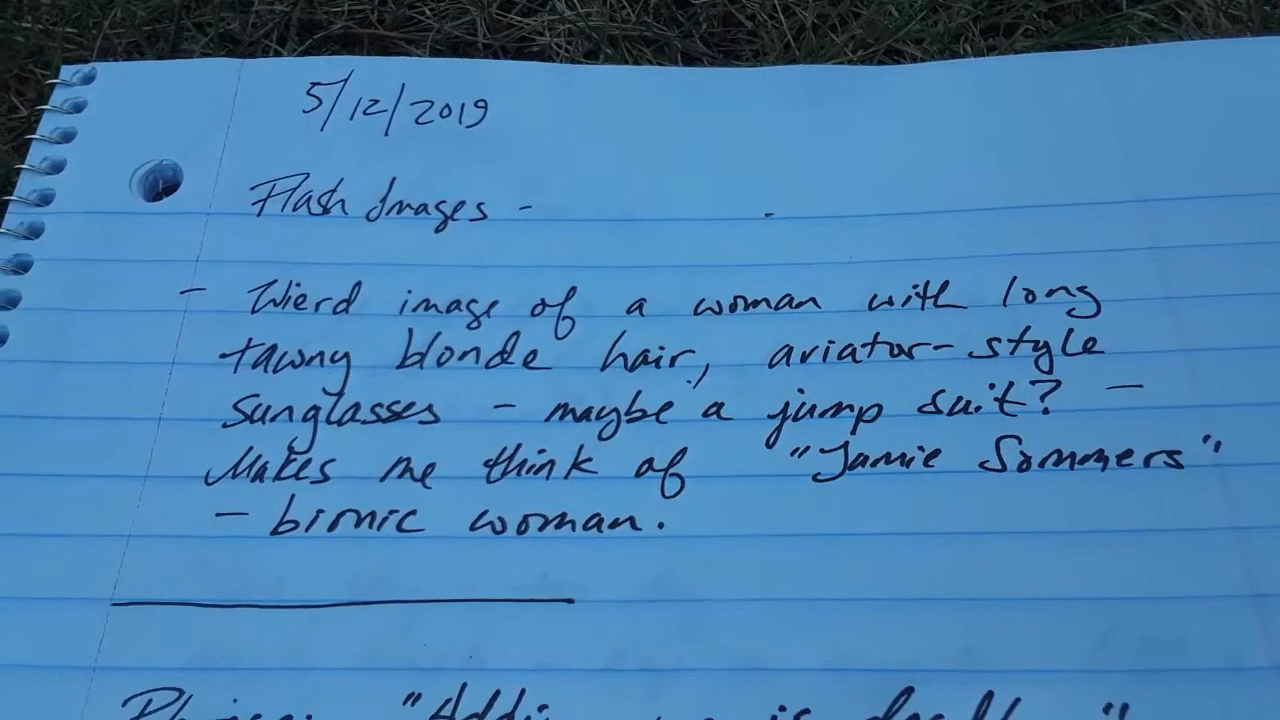 5/12/2019
Flash Images -
- Wierd image of a woman with long
tawny blonde hair, aviator-style
sunglasses - maybe a jump suit? -
Makes me think of "Jamie Sommers"
- bionic woman.
Phrase: "